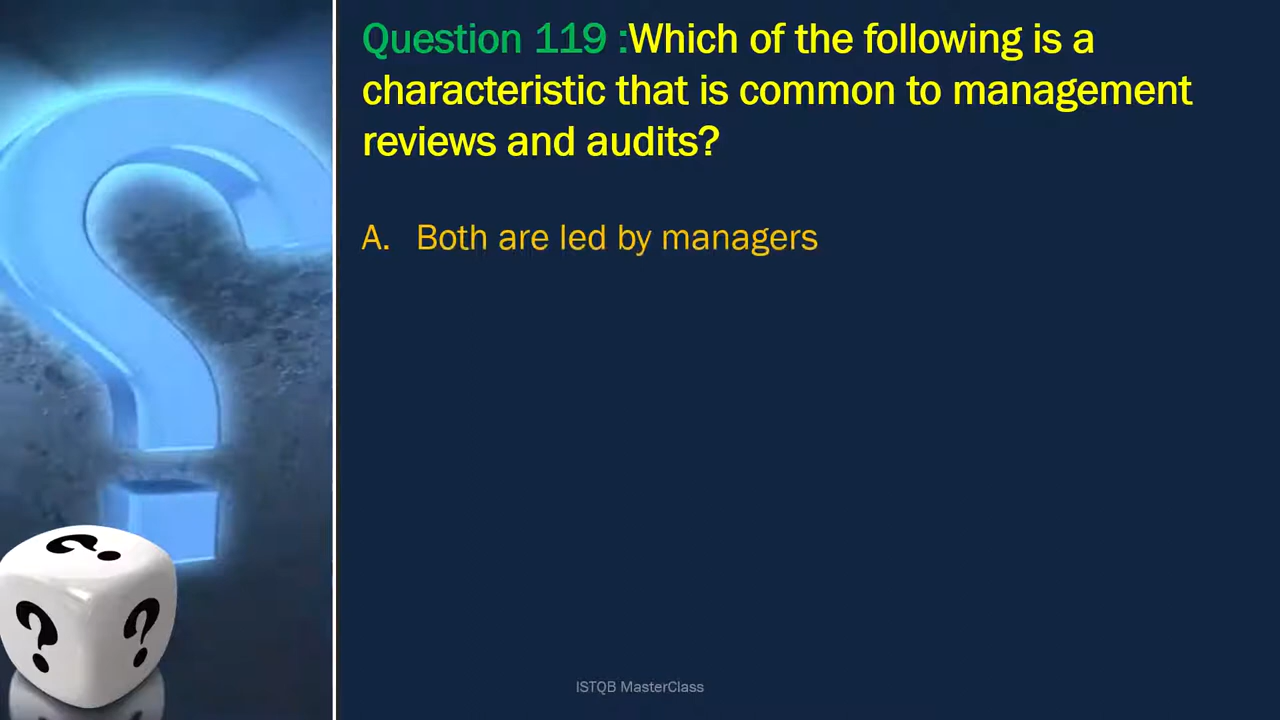 Question 119 :Which of the following is a
characteristic that is common to management
reviews and audits?
A. Both are led by managers
ISTQB MasterClass